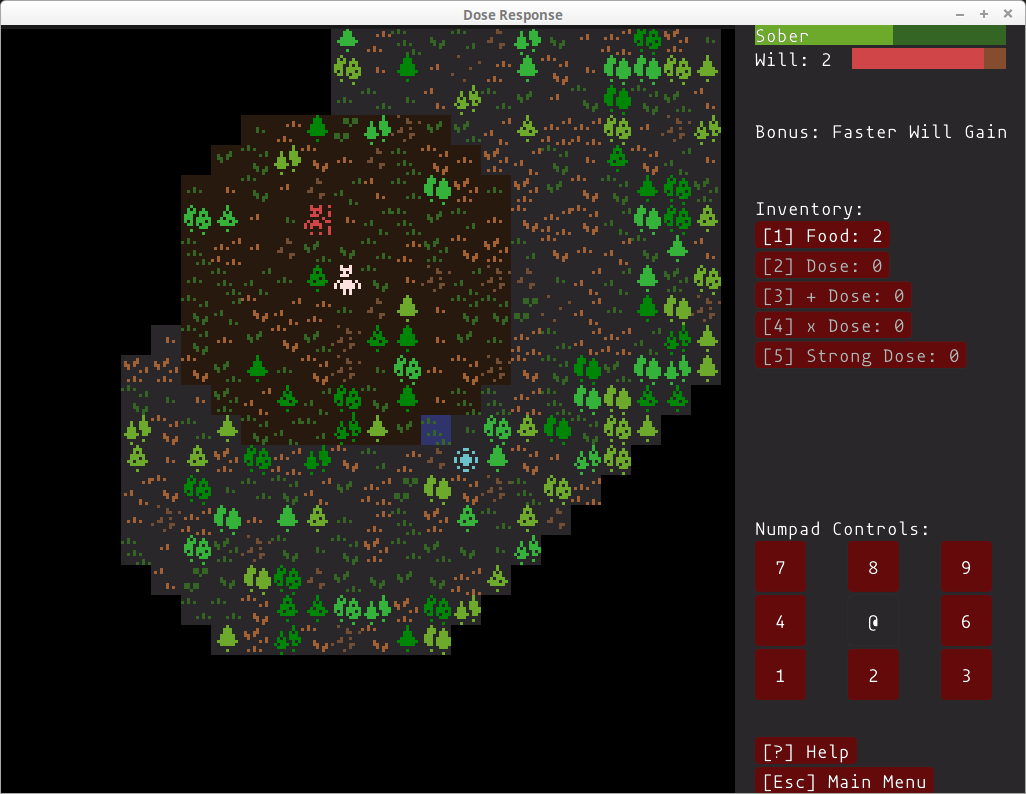 Dose Response
Sober
Will: 2
Bonus: Faster Will Gain
Inventory:
[1] Food: 2
[2] Dose: 0
[3] + Dose: 0
[4] x Dose: 0
[5] Strong Dose: 0
Numpad Controls:
7 8 9
4 @ 6
1 2 3
[?] Help
[Esc] Main Menu